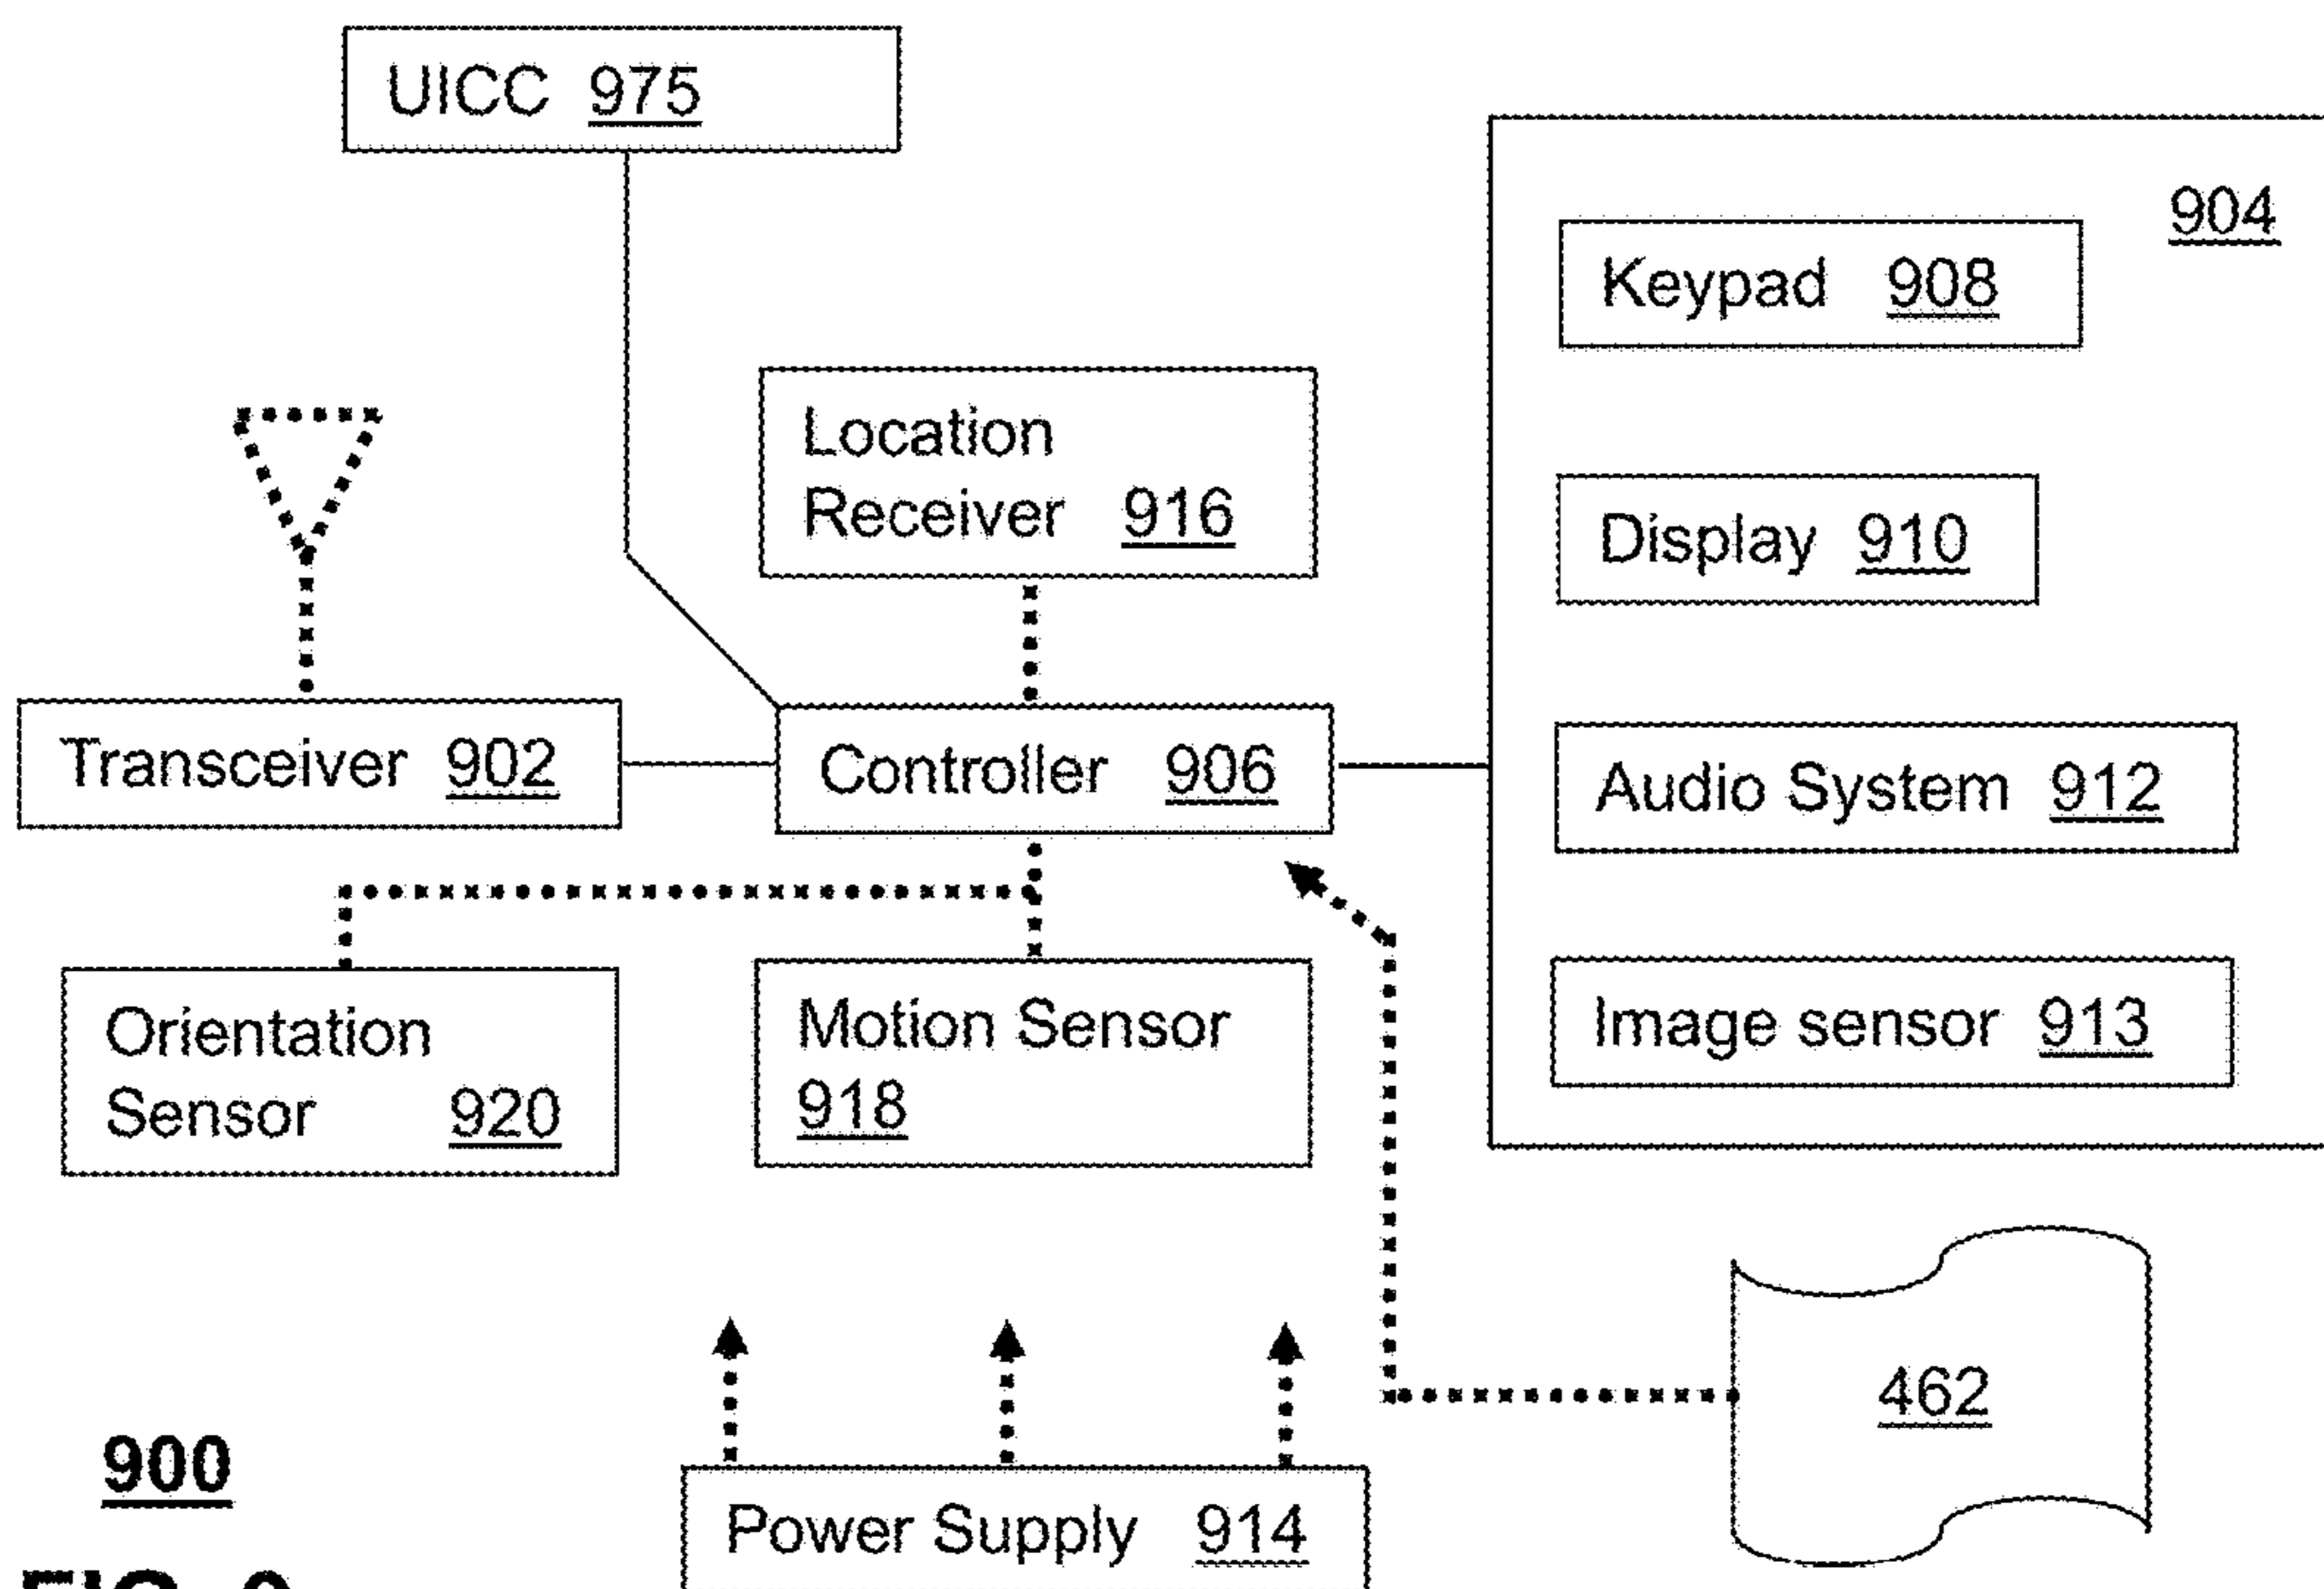 UICC 975
904
Keypad 908
Location
Receiver 916
Display 910
Transceiver 902
Controller 906
Audio System 912
Orientation
Sensor 920
Motion Sensor
918
Image sensor 913
462
900
Power Supply 914